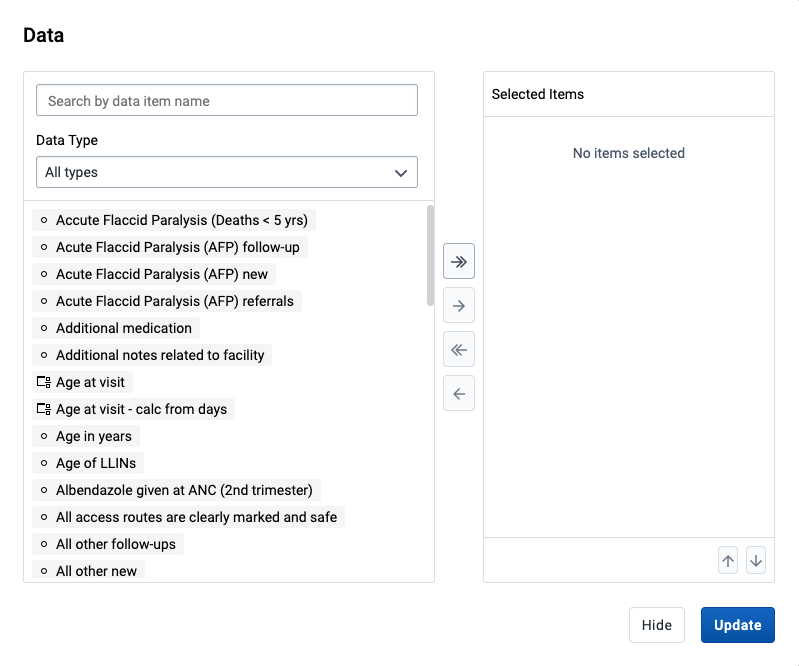 Data
Search by data item name
Data Type
All types
Accute Flaccid Paralysis (Deaths < 5 yrs)
Acute Flaccid Paralysis (AFP) follow-up
Acute Flaccid Paralysis (AFP) new
Acute Flaccid Paralysis (AFP) referrals
Additional medication
Additional notes related to facility
Age at visit
Age at visit - calc from days
Age in years
Age of LLINs
Albendazole given at ANC (2nd trimester)
All access routes are clearly marked and safe
All other follow-ups
All other new
Selected Items
No items selected
Hide
Update